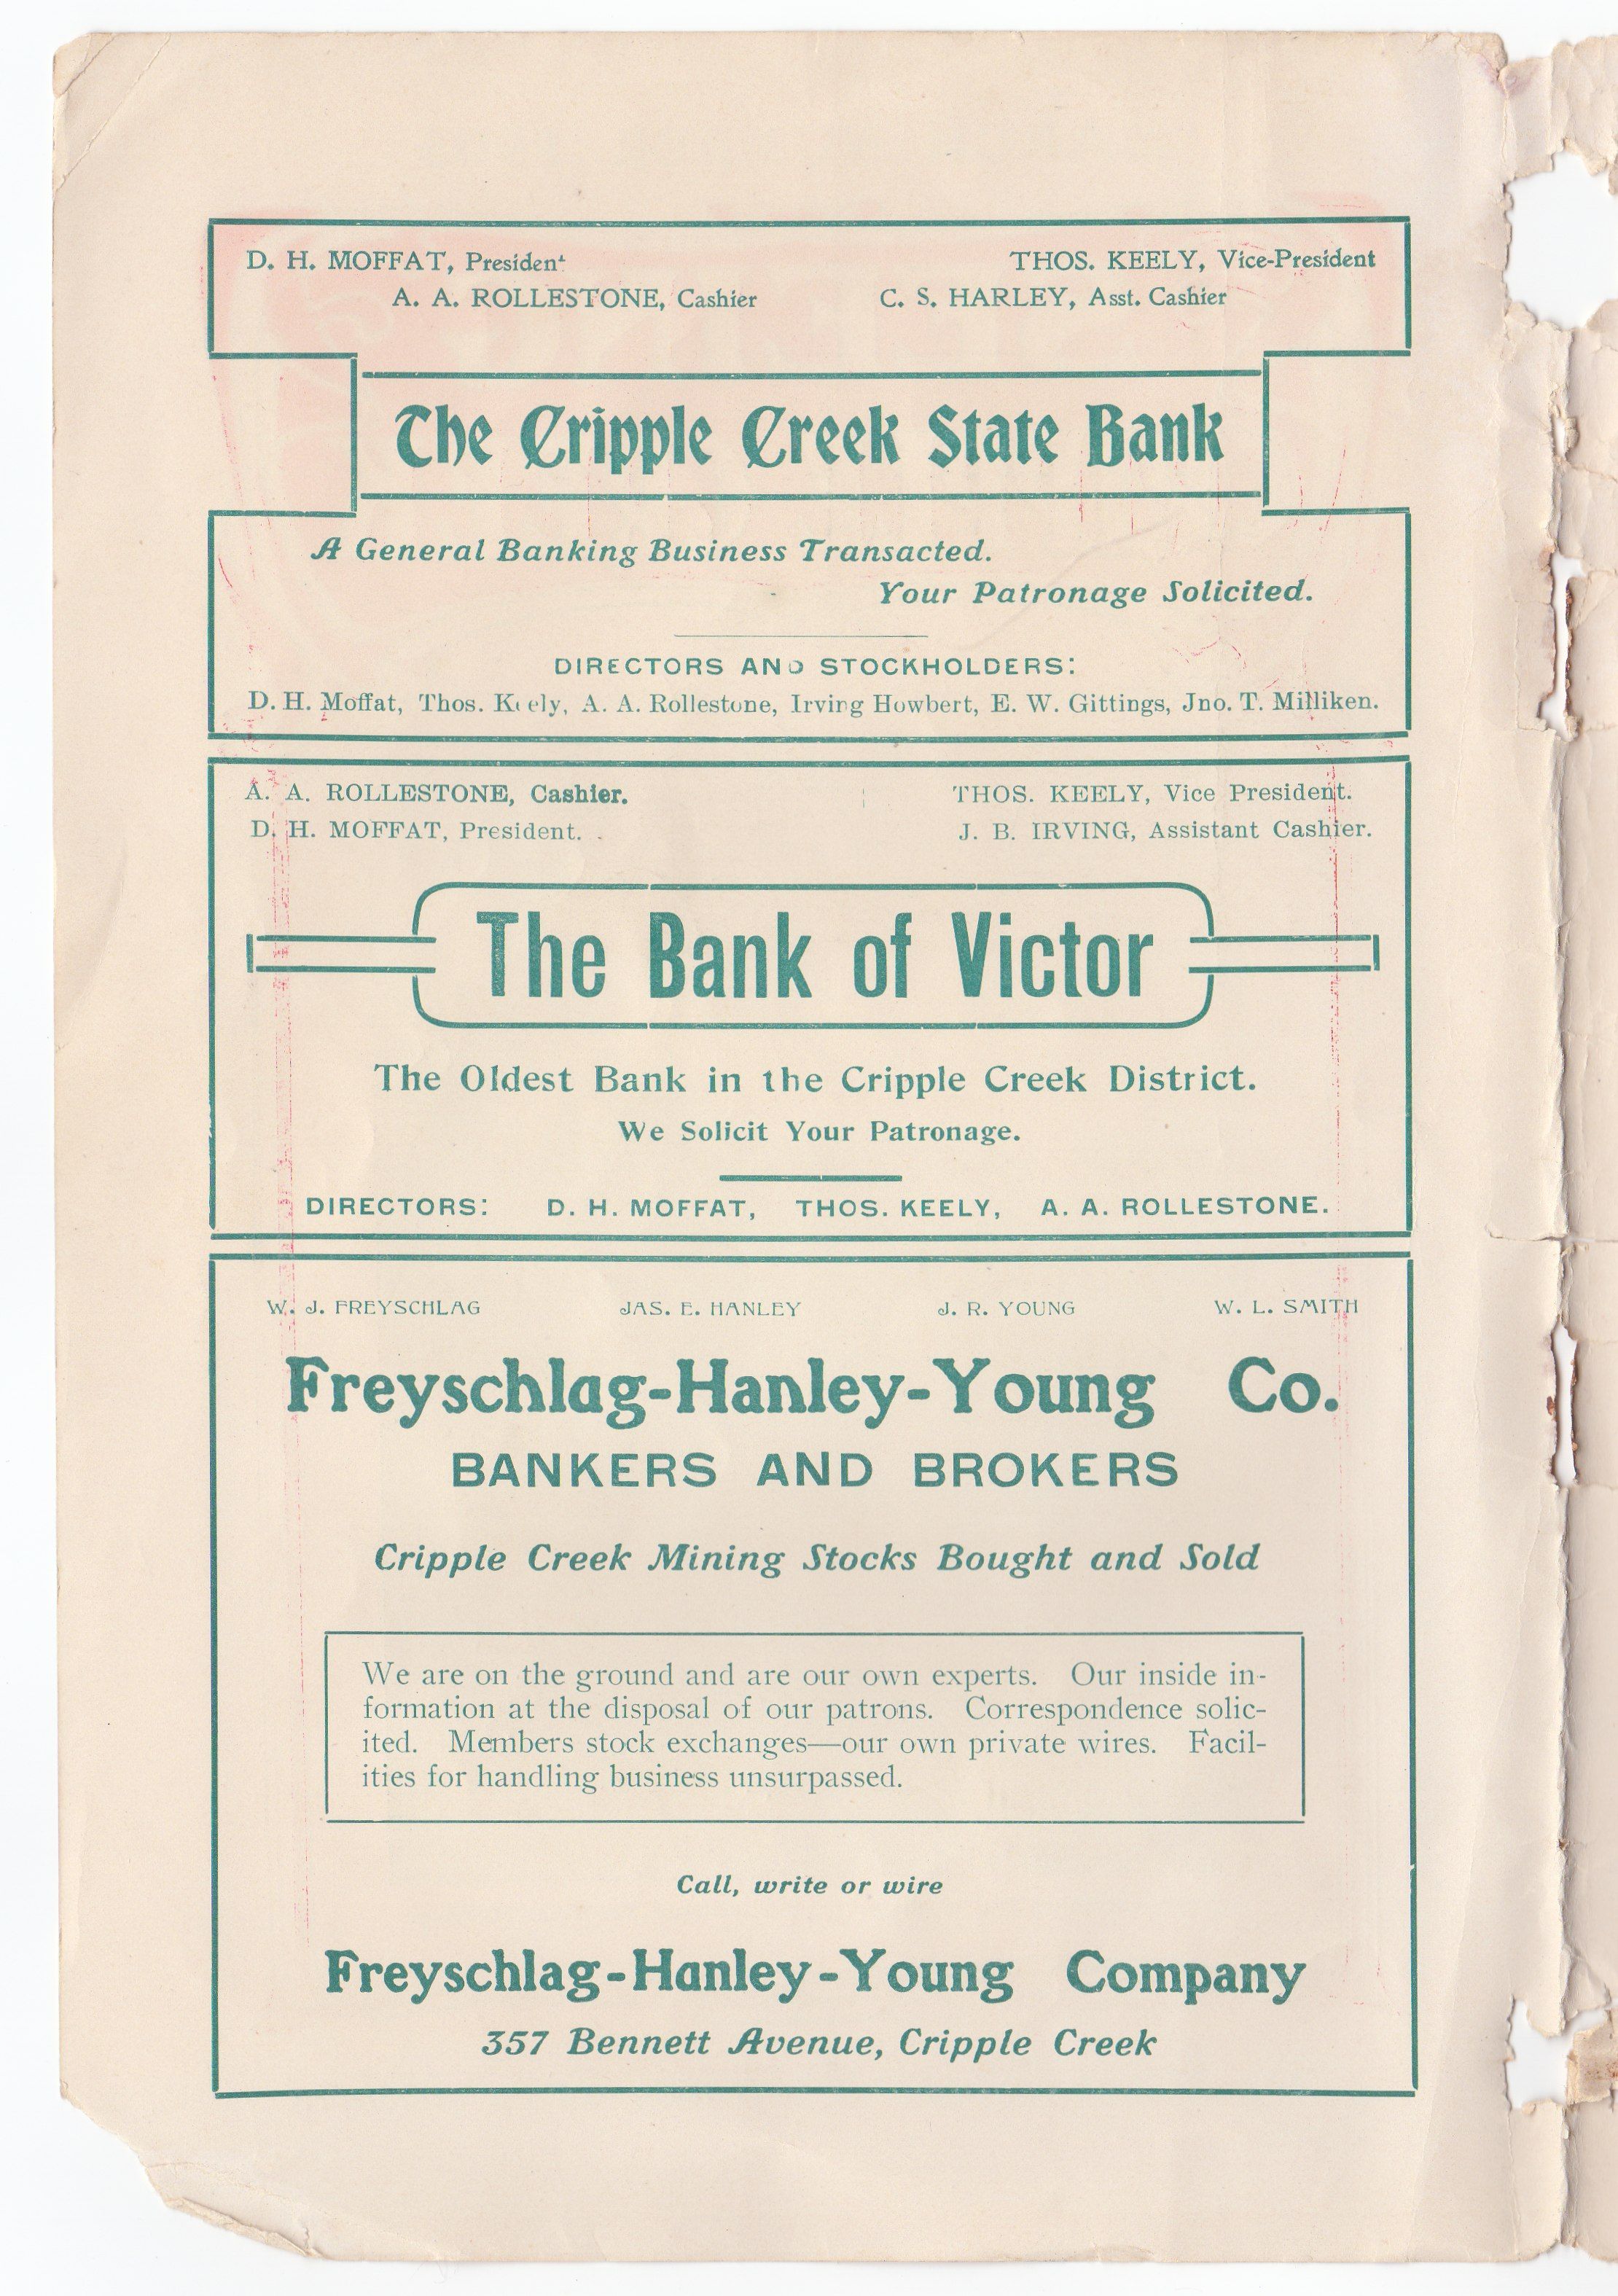 D. H. MOFFAT, President THOS. KEELY, Vice-President
A. A. ROLLESTONE, Cashier C. S. HARLEY, Asst. Cashier
The Cripple Creek State Bank
A General Banking Business Transacted.
Your Patronage Solicited.
DIRECTORS AND STOCKHOLDERS:
D. H. Moffat, Thos. Keely, A. A. Rollestone, Irving Howbert, E. W. Gittings, Jno. T. Milliken.
A. A. ROLLESTONE, Cashier. THOS. KEELY, Vice President.
D. H. MOFFAT, President. J. B. IRVING, Assistant Cashier.
The Bank of Victor
The Oldest Bank in the Cripple Creek District.
We Solicit Your Patronage.
DIRECTORS: D. H. MOFFAT, THOS. KEELY, A. A. ROLLESTONE.
W. J. FREYSCHLAG JAS. E. HANLEY J. R. YOUNG W. L. SMITH
Freyschlag-Hanley-Young Co.
BANKERS AND BROKERS
Cripple Creek Mining Stocks Bought and Sold
We are on the ground and are our own experts. Our inside in-
formation at the disposal of our patrons. Correspondence solic-
ited. Members stock exchanges—our own private wires. Facil-
ities for handling business unsurpassed.
Call, write or wire
Freyschlag-Hanley-Young Company
357 Bennett Avenue, Cripple Creek